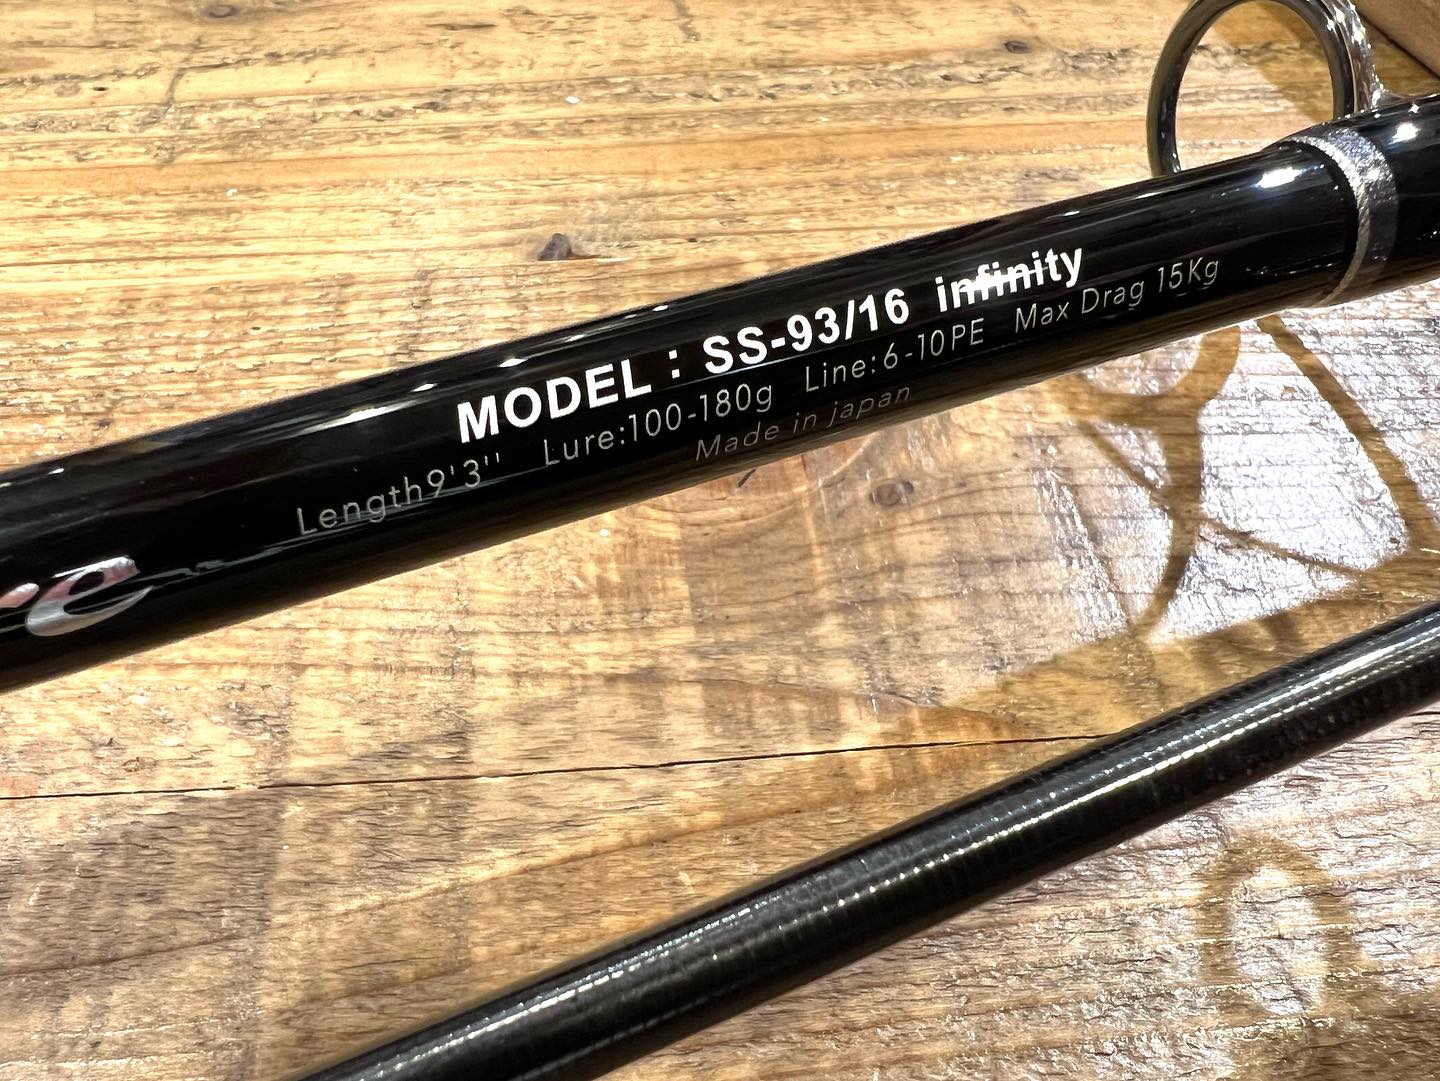 MODEL : SS-93/16 infinity
Length9'3'' Lure:100-180g Line:6-10PE Max Drag 15Kg
Made in japan